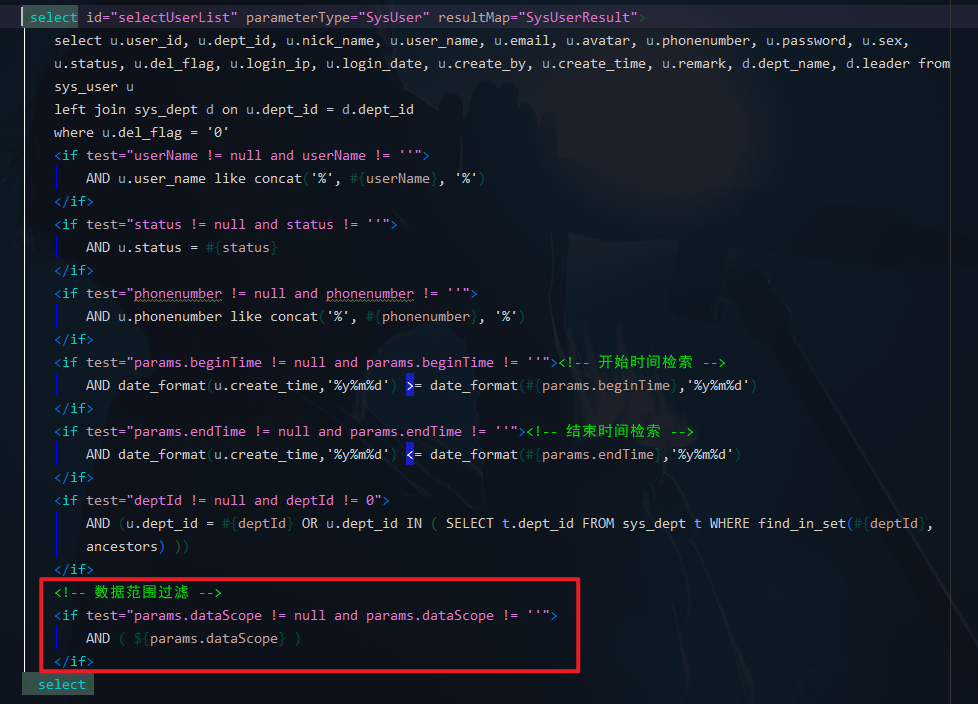 select id="selectUserList" parameterType="SysUser" resultMap="SysUserResult">
select u.user_id, u.dept_id, u.nick_name, u.user_name, u.email, u.avatar, u.phonenumber, u.password, u.sex,
u.status, u.del_flag, u.login_ip, u.login_date, u.create_by, u.create_time, u.remark, d.dept_name, d.leader from
sys_user u
left join sys_dept d on u.dept_id = d.dept_id
where u.del_flag = '0'
<if test="userName != null and userName != ''">
AND u.user_name like concat('%', #{userName}, '%')
</if>
<if test="status != null and status != ''">
AND u.status = #{status}
</if>
<if test="phonenumber != null and phonenumber != ''">
AND u.phonenumber like concat('%', #{phonenumber}, '%')
</if>
<if test="params.beginTime != null and params.beginTime != ''"><!-- 开始时间检索 -->
AND date_format(u.create_time,'%y%m%d') >= date_format(#{params.beginTime},'%y%m%d')
</if>
<if test="params.endTime != null and params.endTime != ''"><!-- 结束时间检索 -->
AND date_format(u.create_time,'%y%m%d') <= date_format(#{params.endTime},'%y%m%d')
</if>
<if test="deptId != null and deptId != 0">
AND (u.dept_id = #{deptId} OR u.dept_id IN ( SELECT t.dept_id FROM sys_dept t WHERE find_in_set(#{deptId},
ancestors) ))
</if>
<!-- 数据范围过滤 -->
<if test="params.dataScope != null and params.dataScope != ''">
AND ( ${params.dataScope} )
</if>
select